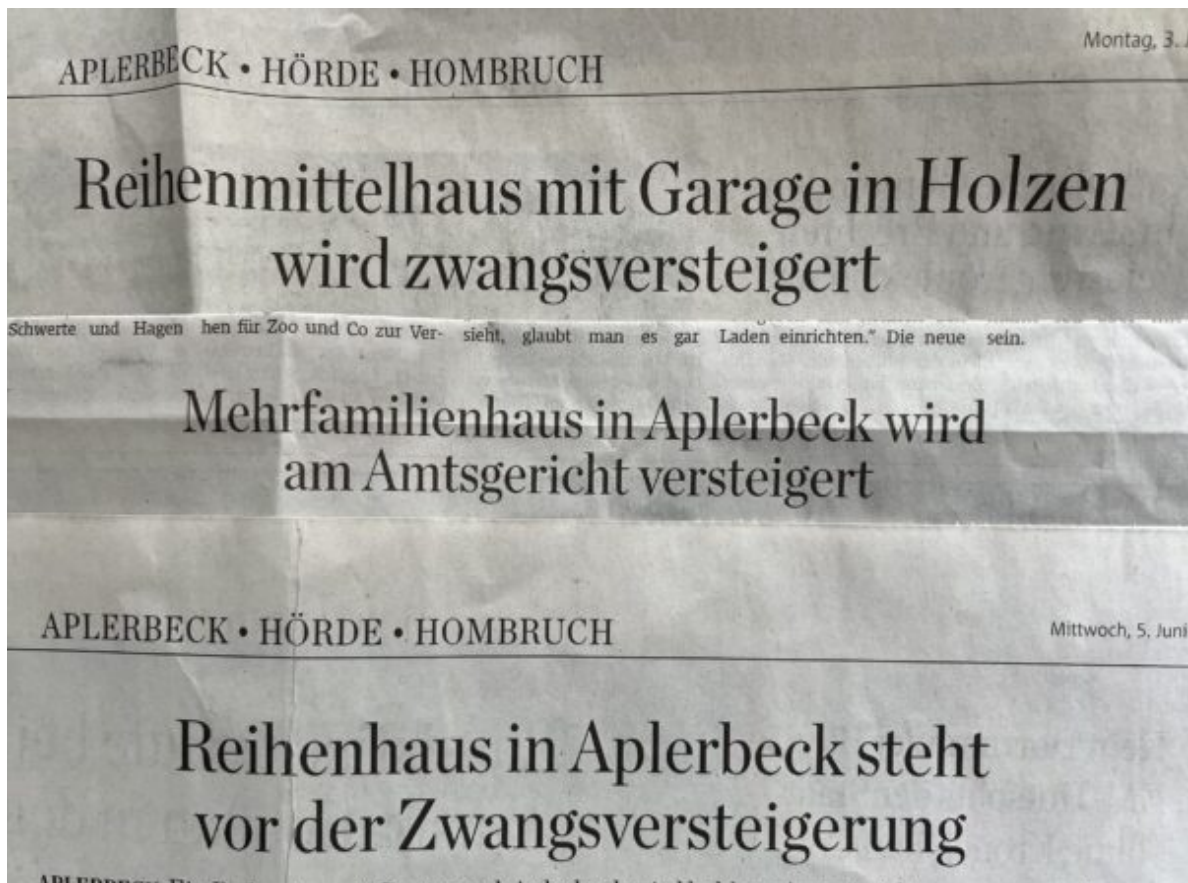 Montag, 3.
APLERBECK • HÖRDE • HOMBRUCH
Reihenmittelhaus mit Garage in Holzen
wird zwangsversteigert
Schwerte und Hagen hen für Zoo und Co zur Ver- sieht, glaubt man es gar Laden einrichten.“ Die neue sein.
Mehrfamilienhaus in Aplerbeck wird
am Amtsgericht versteigert
APLERBECK • HÖRDE • HOMBRUCH
Mittwoch, 5. Juni
Reihenhaus in Aplerbeck steht
vor der Zwangsversteigerung